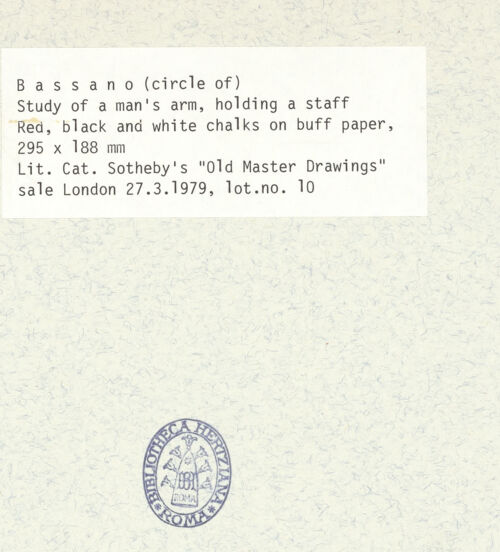 B a s s a n o (circle of)
Study of a man's arm, holding a staff
Red, black and white chalks on buff paper,
295 x 188 mm
Lit. Cat. Sotheby's "Old Master Drawings"
sale London 27.3.1979, lot.no. 10
BIBLIOTHECA HERTZIANA
ROMA
* ROMA *